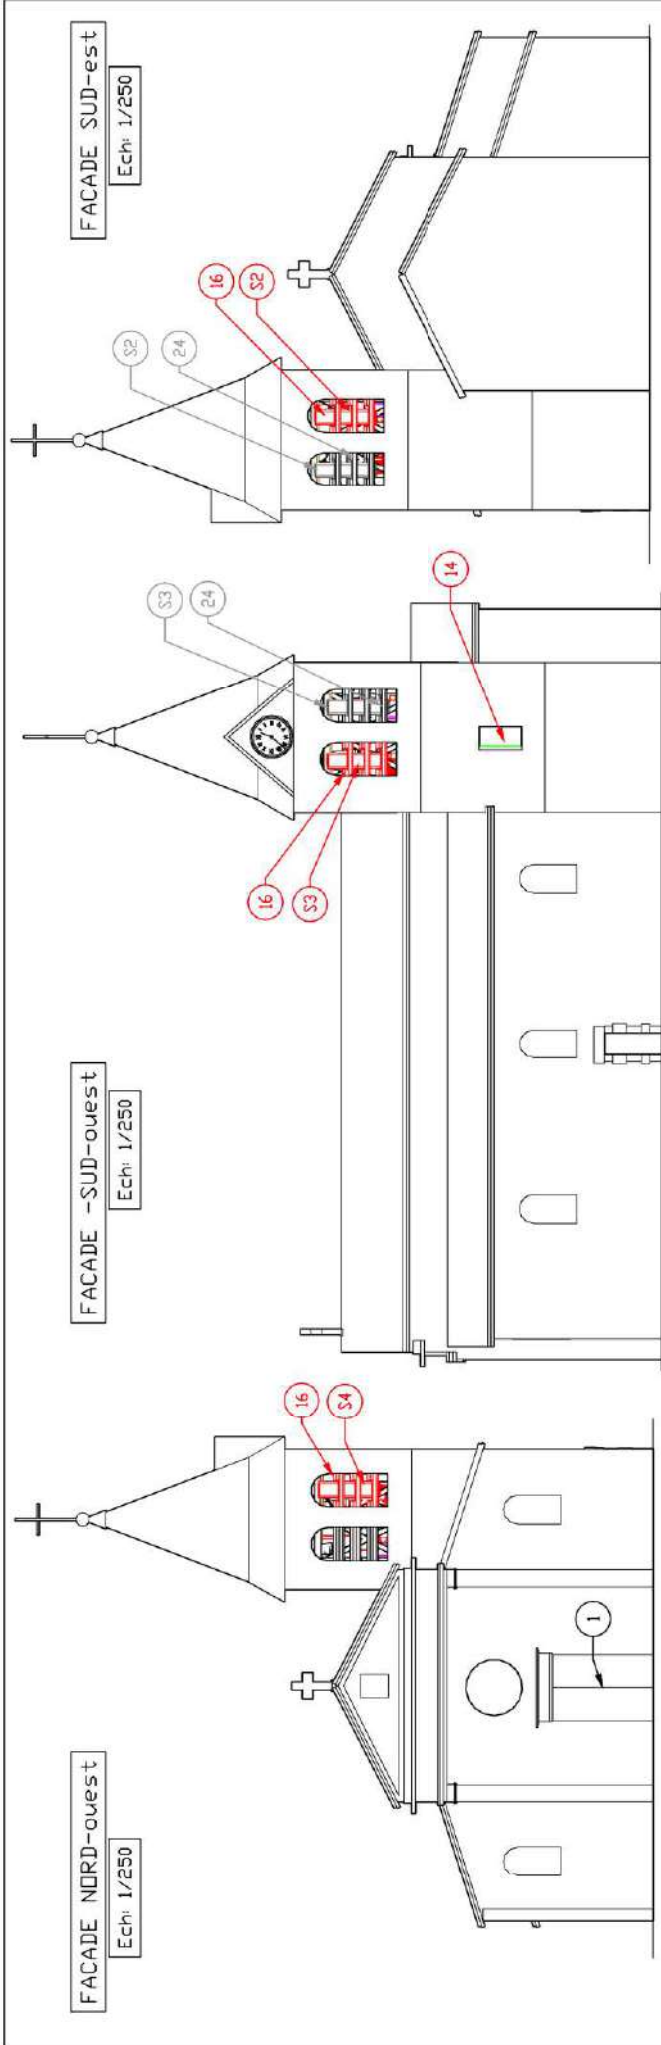 FACADE NORD-ouest
Ech: 1/250
16
S4
1
FACADE -SUD-ouest
Ech: 1/250
S3
24
16
S3
14
FACADE SUD-est
Ech: 1/250
S2
24
16
S2